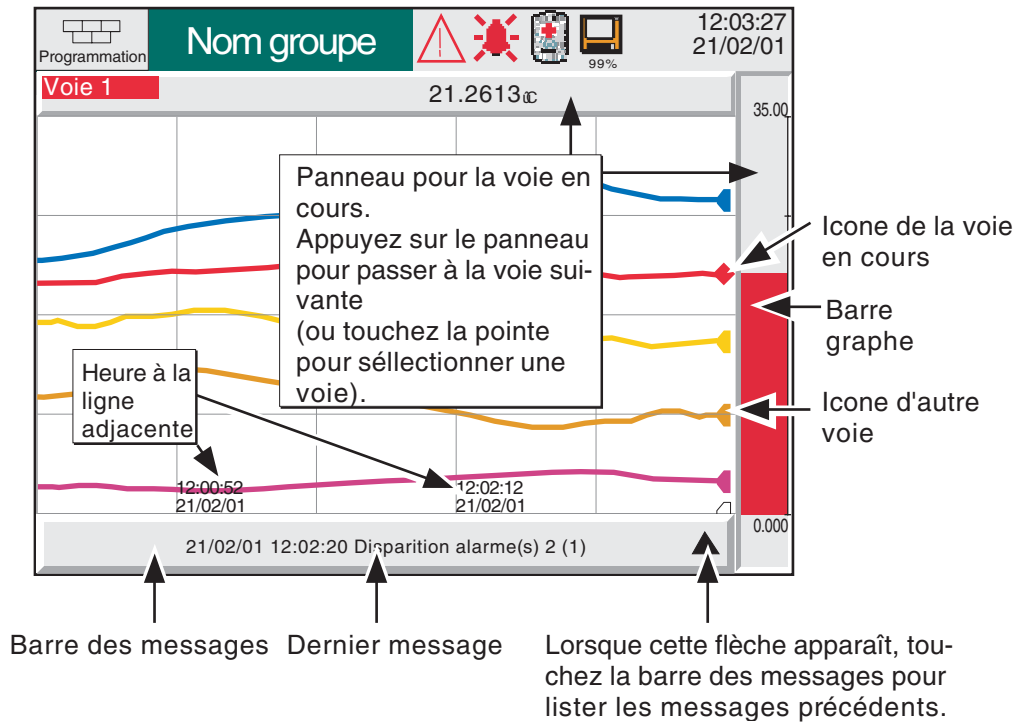 Programmation
Nom groupe
99%
12:03:27
21/02/01
Voie 1
21.2613ûC
35.00
Panneau pour la voie en
cours.
Appuyez sur le panneau
pour passer à la voie sui-
vante
(ou touchez la pointe
pour séllectionner une
voie).
Icone de la voie
en cours
Barre
graphe
Heure à la
ligne
adjacente
Icone d'autre
voie
12:00:52
21/02/01
12:02:12
21/02/01
0.000
21/02/01 12:02:20 Disparition alarme(s) 2 (1)
Barre des messages
Dernier message
Lorsque cette flèche apparaît, tou-
chez la barre des messages pour
lister les messages précédents.